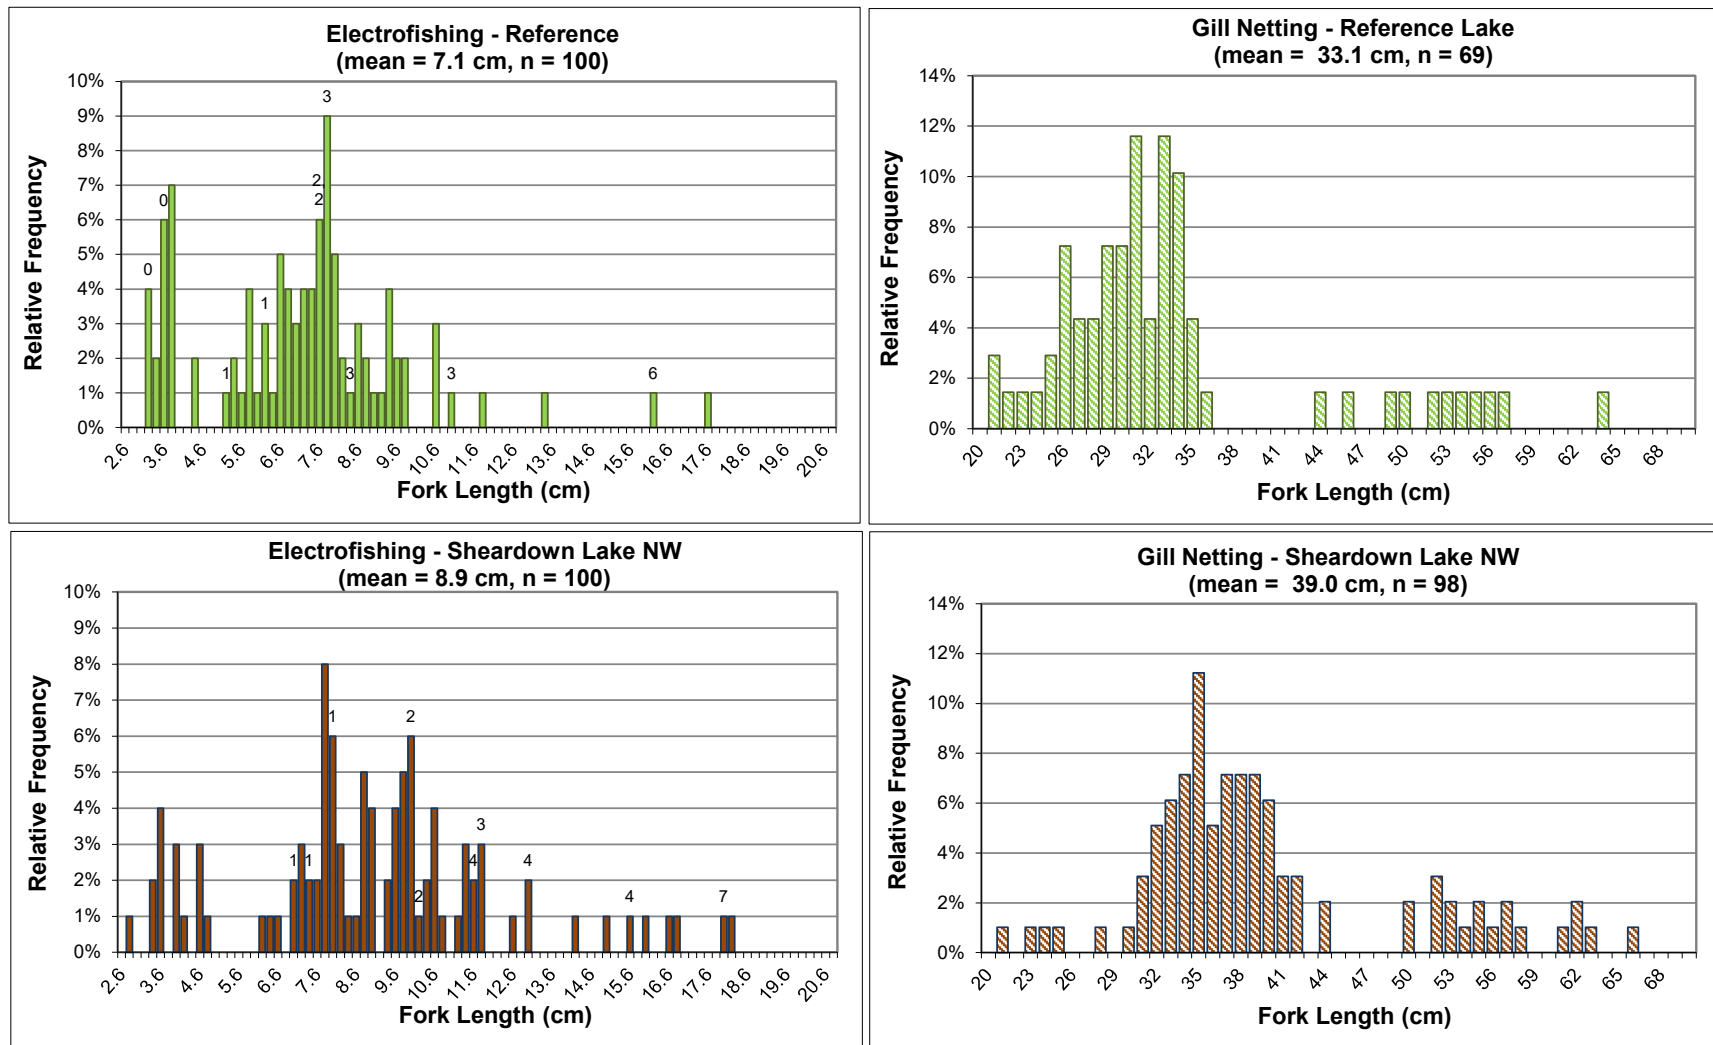 Electrofishing - Reference
(mean = 7.1 cm, n = 100)
10%
9%
8%
7%
6%
5%
4%
3%
2%
1%
0%
Relative Frequency
0
0
1
1
2,
2
3
3
3
6
2.6 3.6 4.6 5.6 6.6 7.6 8.6 9.6 10.6 11.6 12.6 13.6 14.6 15.6 16.6 17.6 18.6 19.6 20.6
Fork Length (cm)
Gill Netting - Reference Lake
(mean = 33.1 cm, n = 69)
14%
12%
10%
8%
6%
4%
2%
0%
Relative Frequency
20 23 26 29 32 35 38 41 44 47 50 53 56 59 62 65 68
Fork Length (cm)
Electrofishing - Sheardown Lake NW
(mean = 8.9 cm, n = 100)
10%
9%
8%
7%
6%
5%
4%
3%
2%
1%
0%
Relative Frequency
1
1
1
2
2
4
3
4
4
7
2.6 3.6 4.6 5.6 6.6 7.6 8.6 9.6 10.6 11.6 12.6 13.6 14.6 15.6 16.6 17.6 18.6 19.6 20.6
Fork Length (cm)
Gill Netting - Sheardown Lake NW
(mean = 39.0 cm, n = 98)
14%
12%
10%
8%
6%
4%
2%
0%
Relative Frequency
20 23 26 29 32 35 38 41 44 47 50 53 56 59 62 65 68
Fork Length (cm)